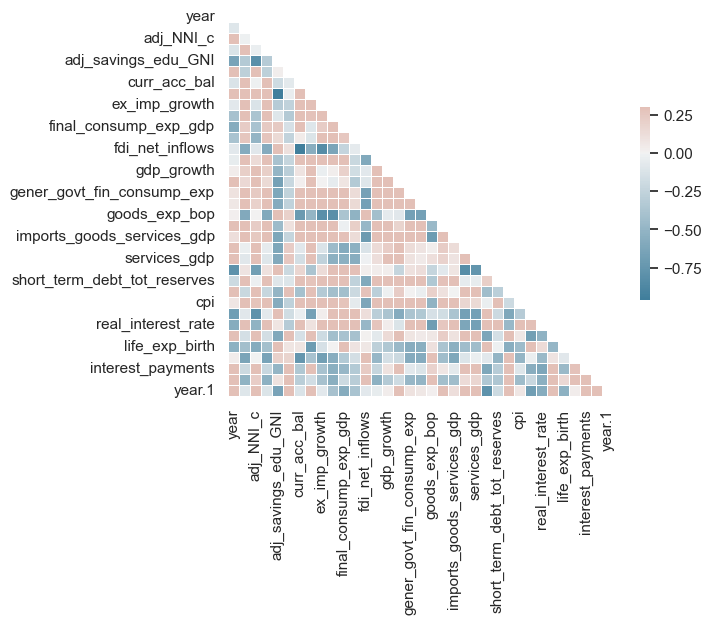 year
adj_NNI_c
adj_savings_edu_GNI
curr_acc_bal
ex_imp_growth
final_consump_exp_gdp
fdi_net_inflows
gdp_growth
gener_govt_fin_consump_exp
goods_exp_bop
imports_goods_services_gdp
services_gdp
short_term_debt_tot_reserves
cpi
real_interest_rate
life_exp_birth
interest_payments
year.1
0.25
0.00
−0.25
−0.50
−0.75
year
adj_NNI_c
adj_savings_edu_GNI
curr_acc_bal
ex_imp_growth
final_consump_exp_gdp
fdi_net_inflows
gdp_growth
gener_govt_fin_consump_exp
goods_exp_bop
imports_goods_services_gdp
services_gdp
short_term_debt_tot_reserves
cpi
real_interest_rate
life_exp_birth
interest_payments
year.1